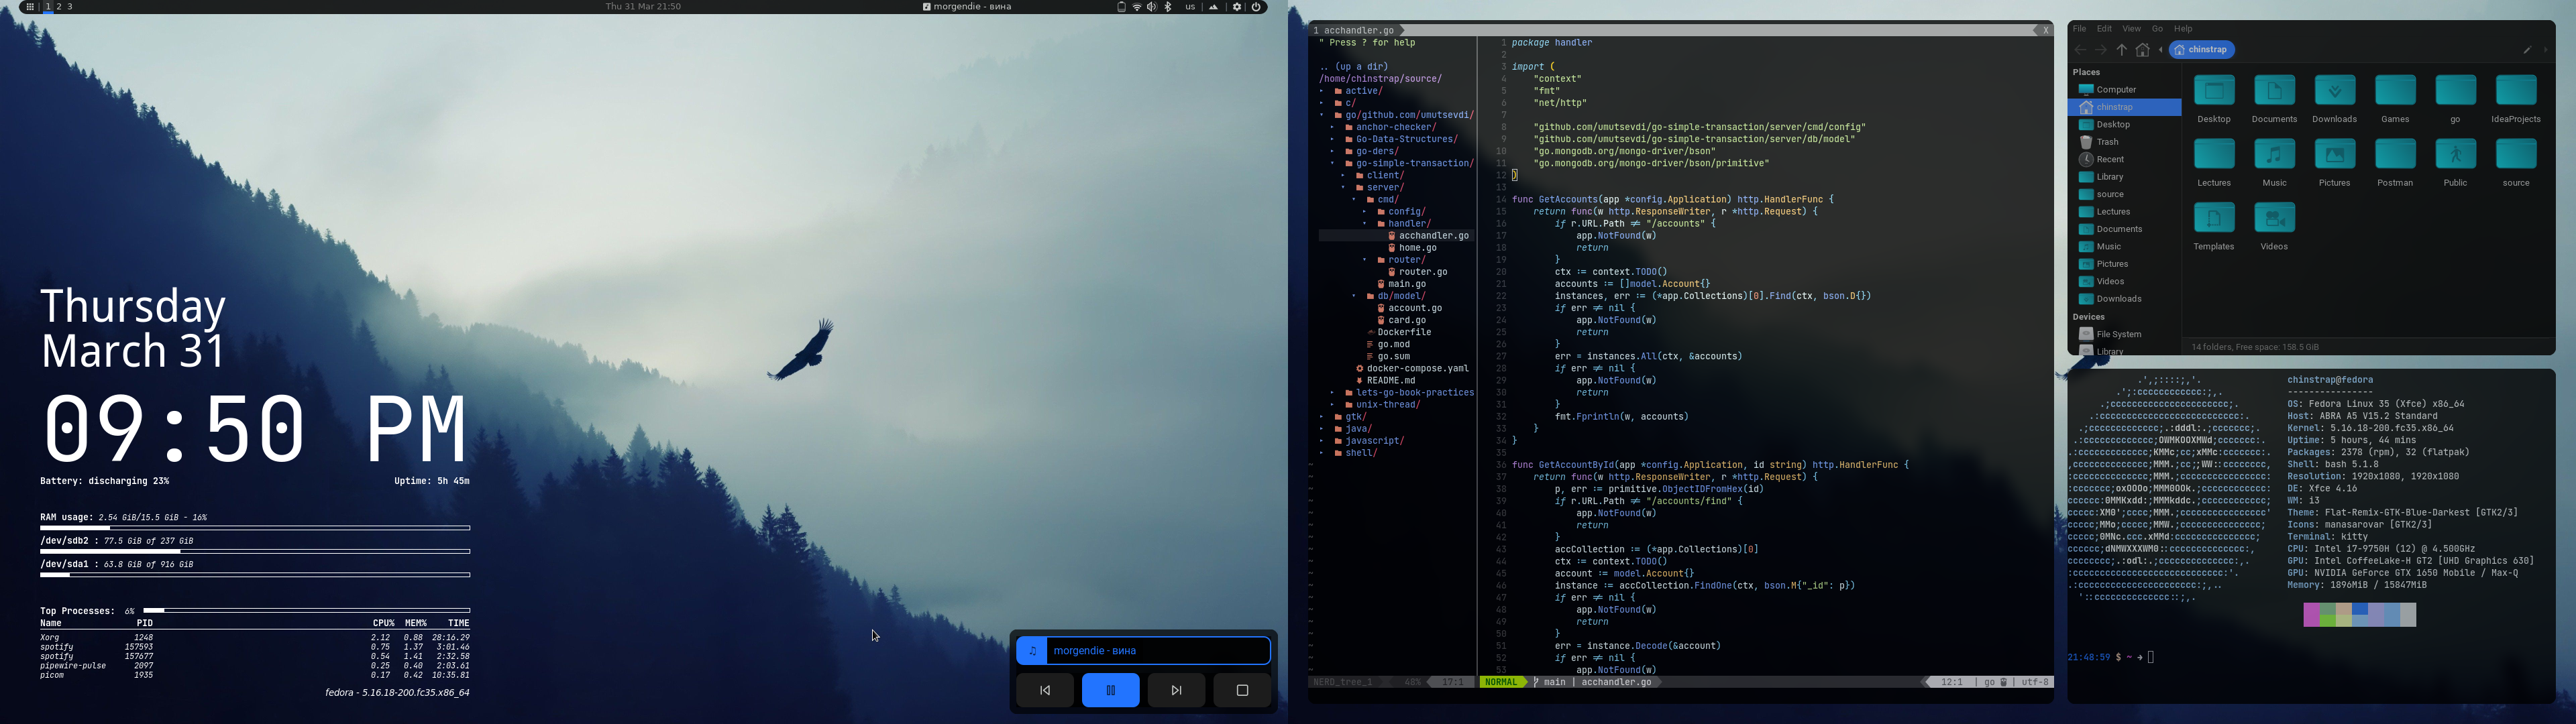 1 2 3
Thu 31 Mar 21:50
morgendie - вина
us
Thursday
March 31
09:50 PM
Battery: discharging 23%
Uptime: 5h 45m
RAM usage: 2.54 GiB/15.5 GiB - 16%
/dev/sdb2 : 77.5 GiB of 237 GiB
/dev/sda1 : 63.8 GiB of 916 GiB
Top Processes: 6%
Name PID CPU% MEM% TIME
Xorg 1248 2.12 0.88 28:16.29
spotify 157593 0.75 1.37 3:01.46
spotify 157677 0.54 1.41 2:32.58
pipewire-pulse 2097 0.25 0.40 2:03.61
picom 1935 0.17 0.42 10:35.81
fedora - 5.16.18-200.fc35.x86_64
morgendie - вина
1 acchandler.go
X
" Press ? for help
.. (up a dir)
/home/chinstrap/source/
active/
c/
go/github.com/umutsevdi/
anchor-checker/
Go-Data-Structures/
go-ders/
go-simple-transaction/
client/
server/
cmd/
config/
handler/
acchandler.go
home.go
router/
router.go
main.go
db/model/
account.go
card.go
Dockerfile
go.mod
go.sum
docker-compose.yaml
README.md
lets-go-book-practices
unix-thread/
gtk/
java/
javascript/
shell/
NERD_tree_1 40% 17:1
1 package handler
2
3 import (
4 "context"
5 "fmt"
6 "net/http"
7
8 "github.com/umutsevdi/go-simple-transaction/server/cmd/config"
9 "github.com/umutsevdi/go-simple-transaction/server/db/model"
10 "go.mongodb.org/mongo-driver/bson"
11 "go.mongodb.org/mongo-driver/bson/primitive"
12 )
13
14 func GetAccounts(app *config.Application) http.HandlerFunc {
15 return func(w http.ResponseWriter, r *http.Request) {
16 if r.URL.Path != "/accounts" {
17 app.NotFound(w)
18 return
19 }
20 ctx := context.TODO()
21 accounts := []model.Account{}
22 instances, err := (*app.Collections)[0].Find(ctx, bson.D{})
23 if err != nil {
24 app.NotFound(w)
25 return
26 }
27 err = instances.All(ctx, &accounts)
28 if err != nil {
29 app.NotFound(w)
30 return
31 }
32 fmt.Fprintln(w, accounts)
33 }
34 }
35
36 func GetAccountById(app *config.Application, id string) http.HandlerFunc {
37 return func(w http.ResponseWriter, r *http.Request) {
38 p, err := primitive.ObjectIDFromHex(id)
39 if r.URL.Path != "/accounts/find" {
40 app.NotFound(w)
41 return
42 }
43 accCollection := (*app.Collections)[0]
44 ctx := context.TODO()
45 account := model.Account{}
46 instance := accCollection.FindOne(ctx, bson.M{"_id": p})
47 if err != nil {
48 app.NotFound(w)
49 return
50 }
51 err = instance.Decode(&account)
52 if err != nil {
53 app.NotFound(w)
NORMAL main | acchandler.go 12:1 | go | utf-8
File Edit View Go Help
chinstrap
Places
Computer
chinstrap
Desktop
Trash
Recent
Library
source
Lectures
Documents
Music
Pictures
Videos
Downloads
Devices
File System
Library
Desktop Documents Downloads Games go IdeaProjects
Lectures Music Pictures Postman Public source
Templates Videos
14 folders, Free space: 158.5 GiB
chinstrap@fedora
----------------
OS: Fedora Linux 35 (Xfce) x86_64
Host: ABRA A5 V15.2 Standard
Kernel: 5.16.18-200.fc35.x86_64
Uptime: 5 hours, 44 mins
Packages: 2378 (rpm), 32 (flatpak)
Shell: bash 5.1.8
Resolution: 1920x1080, 1920x1080
DE: Xfce 4.16
WM: i3
Theme: Flat-Remix-GTK-Blue-Darkest [GTK2/3]
Icons: manasarovar [GTK2/3]
Terminal: kitty
CPU: Intel i7-9750H (12) @ 4.500GHz
GPU: Intel CoffeeLake-H GT2 [UHD Graphics 630]
GPU: NVIDIA GeForce GTX 1650 Mobile / Max-Q
Memory: 1896MiB / 15847MiB
21:48:59 $ ~ →